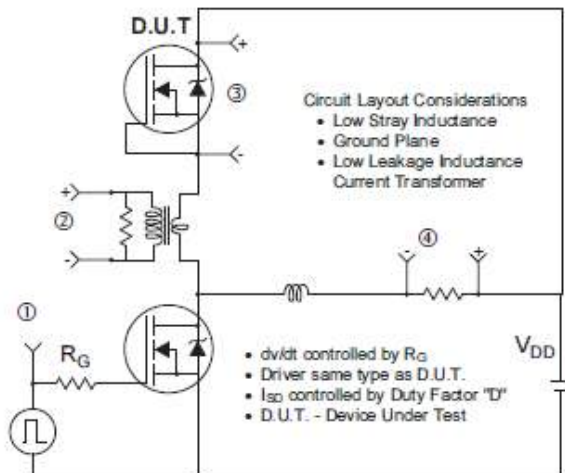 D.U.T
+
③
-
Circuit Layout Considerations
• Low Stray Inductance
• Ground Plane
• Low Leakage Inductance
Current Transformer
+
②
-
④
- +
①
RG
VDD
• dv/dt controlled by RG
• Driver same type as D.U.T.
• ISD controlled by Duty Factor "D"
• D.U.T. - Device Under Test